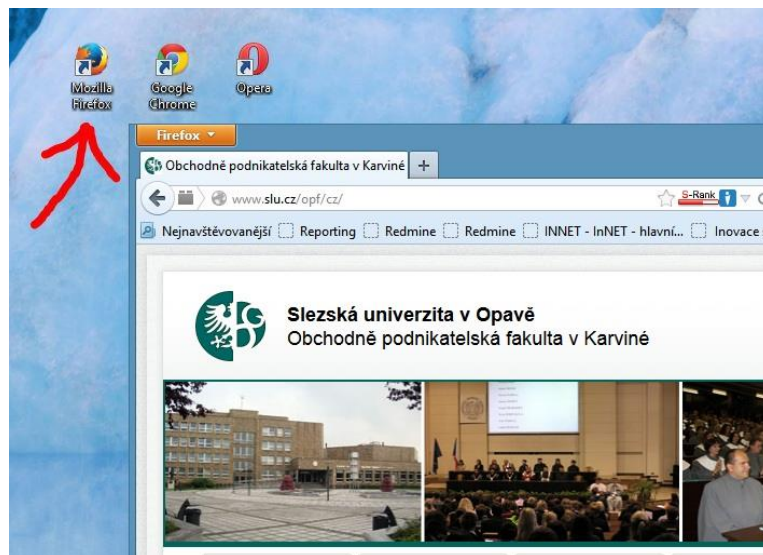 Mozilla Firefox
Google Chrome
Opera
Firefox
Obchodně podnikatelská fakulta v Karviné
www.slu.cz/opf/cz/
S-Rank
Nejnavštěvovanější Reporting Redmine Redmine INNET - InNET - hlavní... Inovace
Slezská univerzita v Opavě
Obchodně podnikatelská fakulta v Karviné